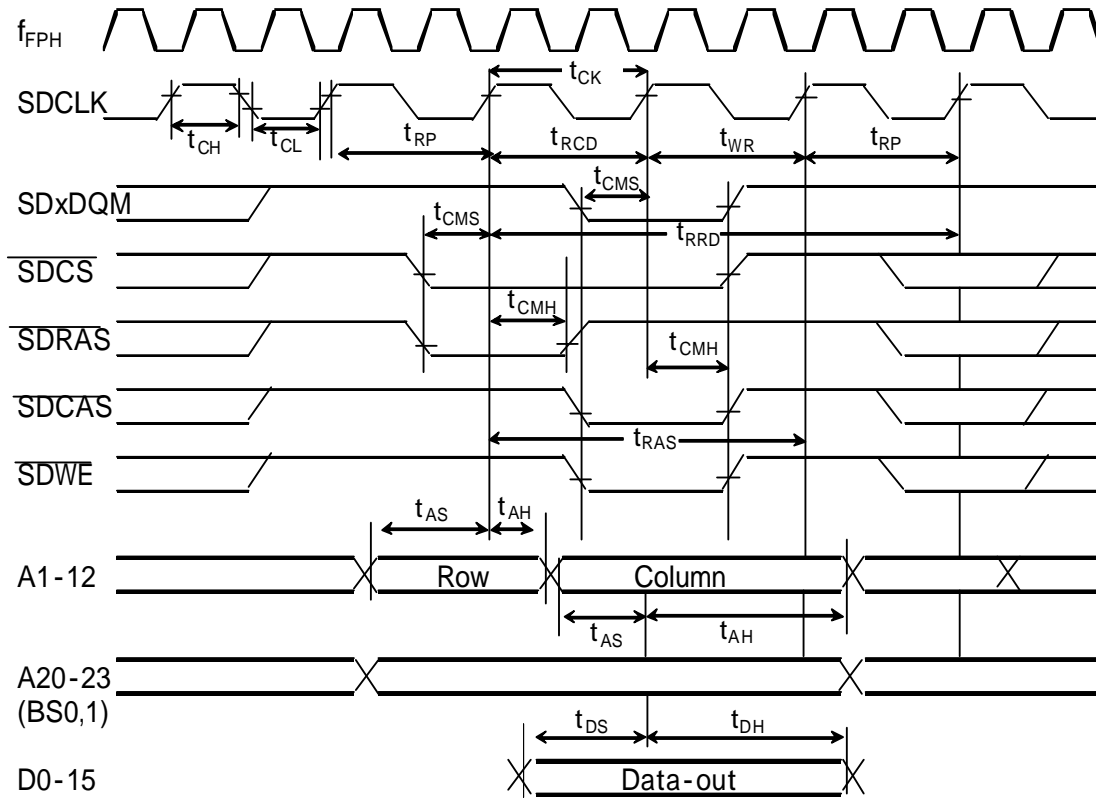 fFPH
tCK
SDCLK
tCH
tCL
tRP
tRCD
tWR
tRP
tCMS
SDxDQM
tCMS
tRRD
SDCS
tCMH
SDRAS
tCMH
SDCAS
tRAS
SDWE
tAS
tAH
A1-12
Row
Column
tAS
tAH
A20-23
(BS0,1)
tDS
tDH
D0-15
Data-out